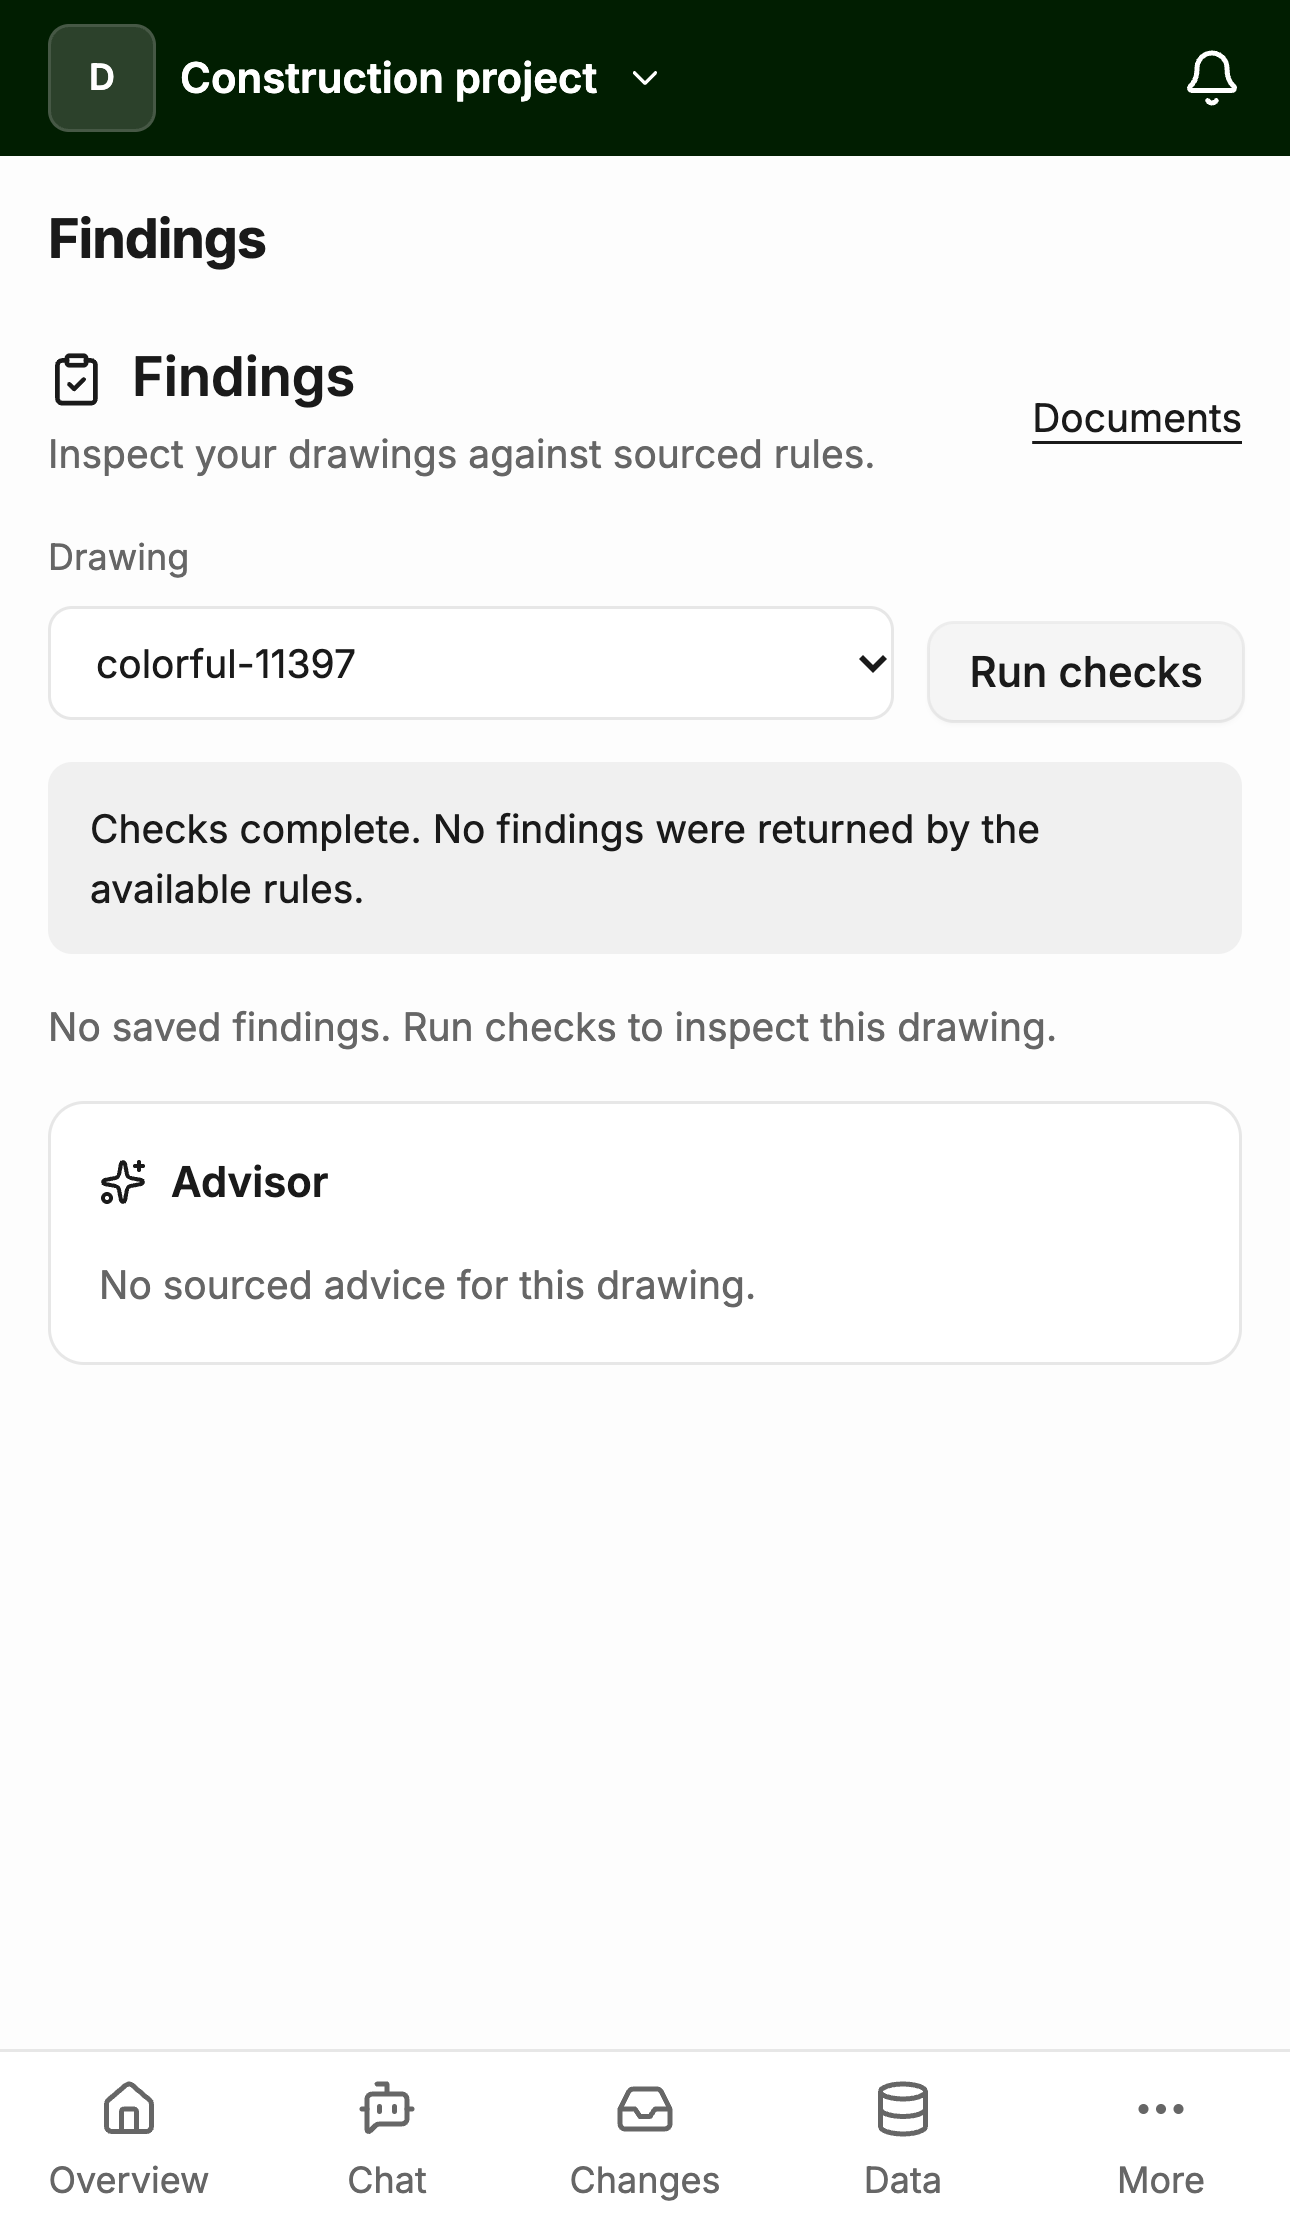 D
Construction project
Findings
Findings
Documents
Inspect your drawings against sourced rules.
Drawing
colorful-11397
Run checks
Checks complete. No findings were returned by the
available rules.
No saved findings. Run checks to inspect this drawing.
Advisor
No sourced advice for this drawing.
Overview
Chat
Changes
Data
More